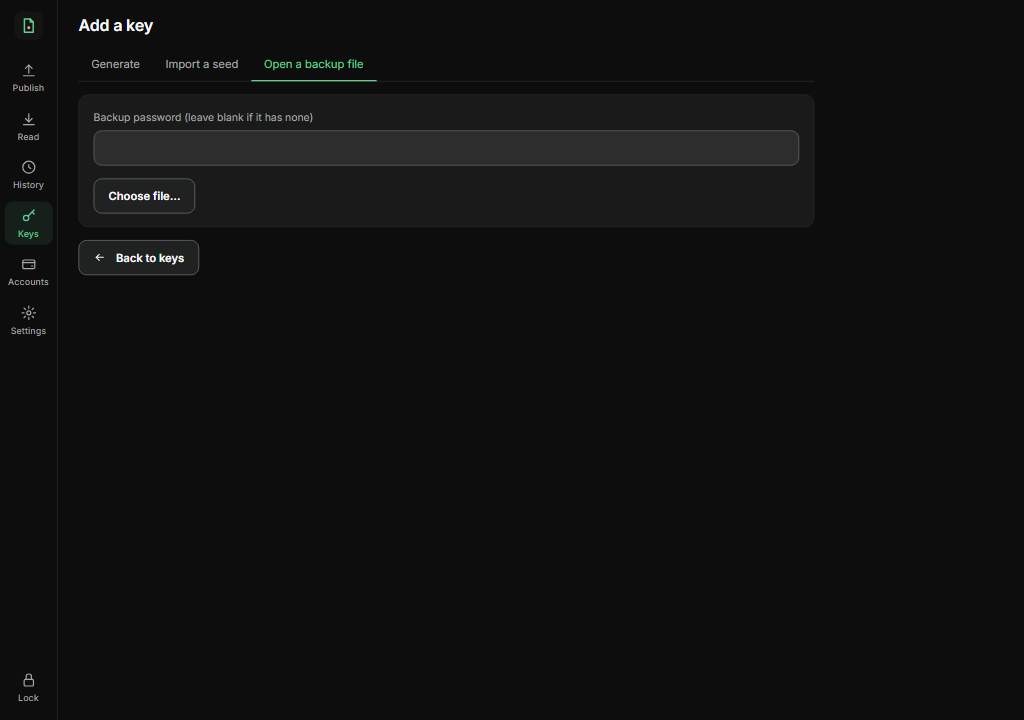 Add a key
Generate
Import a seed
Open a backup file
Publish
Read
History
Keys
Accounts
Settings
Lock
Backup password (leave blank if it has none)
Choose file...
Back to keys